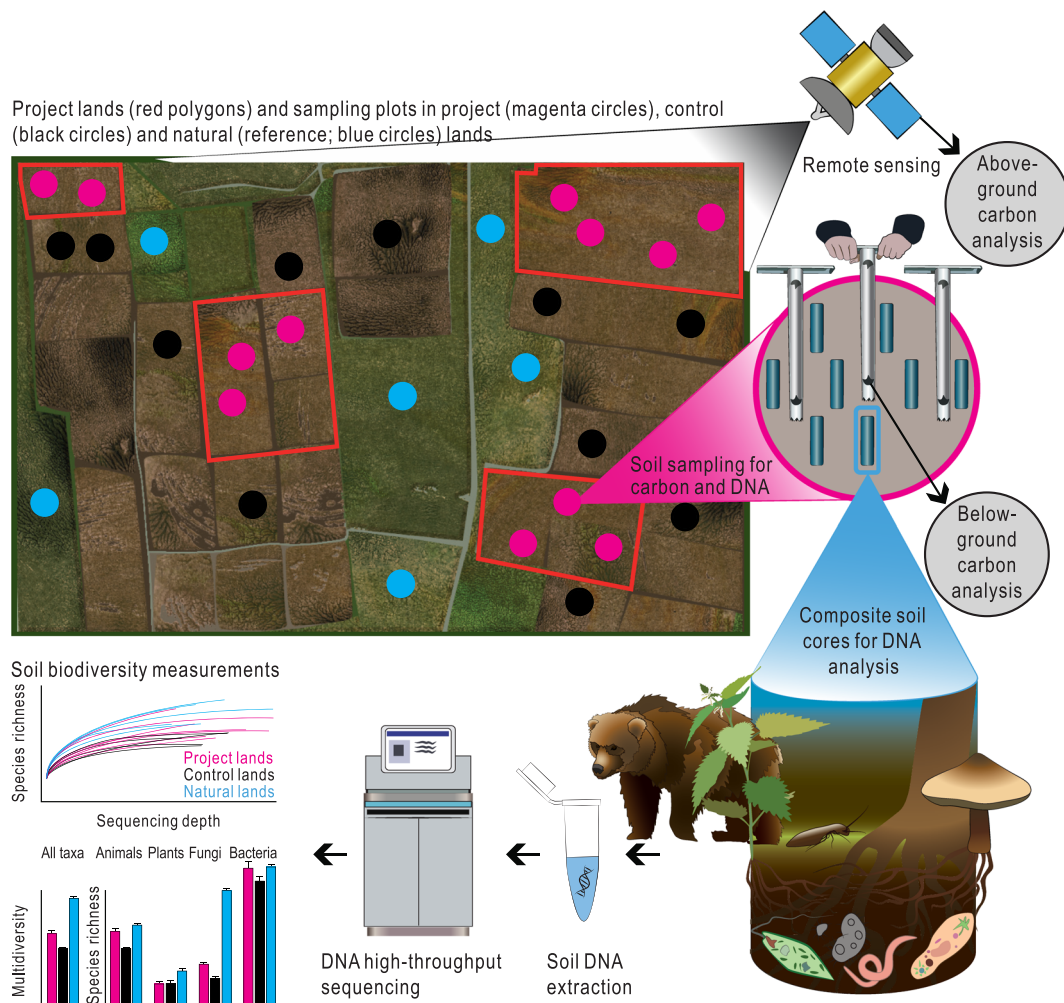 Project lands (red polygons) and sampling plots in project (magenta circles), control
(black circles) and natural (reference; blue circles) lands
Remote sensing
Above-
ground
carbon
analysis
Soil sampling for
carbon and DNA
Below-
ground
carbon
analysis
Composite soil
cores for DNA
analysis
Soil biodiversity measurements
Species richness
Project lands
Control lands
Natural lands
Sequencing depth
All taxa
Animals
Plants
Fungi
Bacteria
Multidiversity
Species richness
DNA high-throughput
sequencing
Soil DNA
extraction